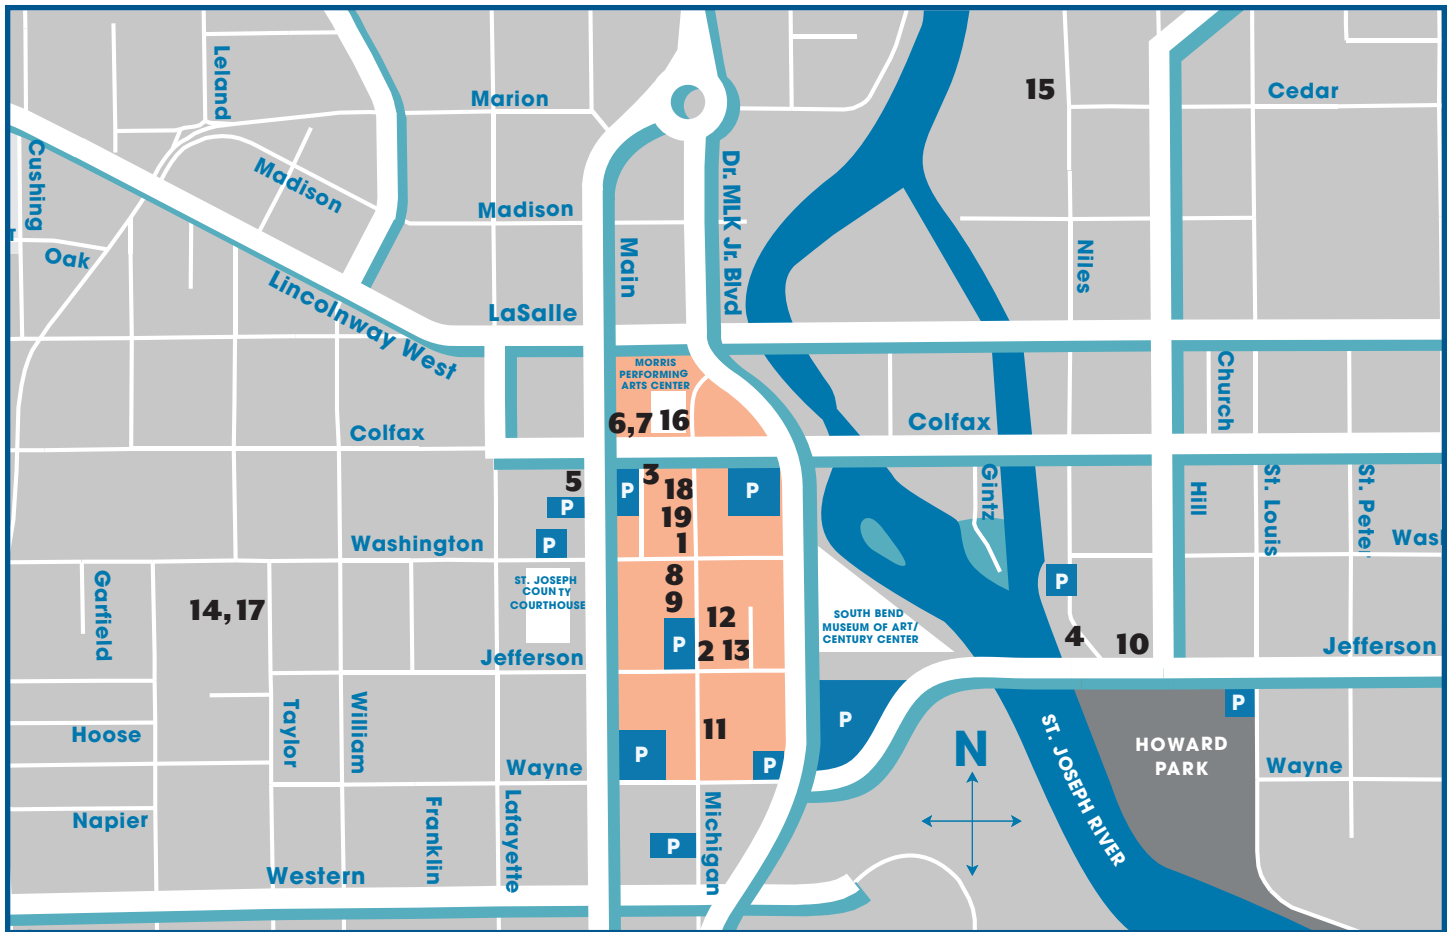 Leland
Marion
15
Cedar
Cushing
Madison
Madison
Dr. MLK Jr. Blvd
Oak
Main
Niles
Lincolnway West
LaSalle
MORRIS
PERFORMING
ARTS CENTER
Church
6,7 16
Colfax
Colfax
5
3
P
P
P
18
19
1
Gintz
Hill
St. Louis
St. Peter
Washington
P
Was
ST. JOSEPH
COUNTY
COURTHOUSE
8
9
P
Garfield
14, 17
12
SOUTH BEND
MUSEUM OF ART/
CENTURY CENTER
P
2 13
4
10
Jefferson
Jefferson
Taylor
William
P
P
11
ST. JOSEPH RIVER
Hoose
N
HOWARD
PARK
Wayne
P
P
Wayne
Napier
Franklin
Lafayette
Michigan
P
Western